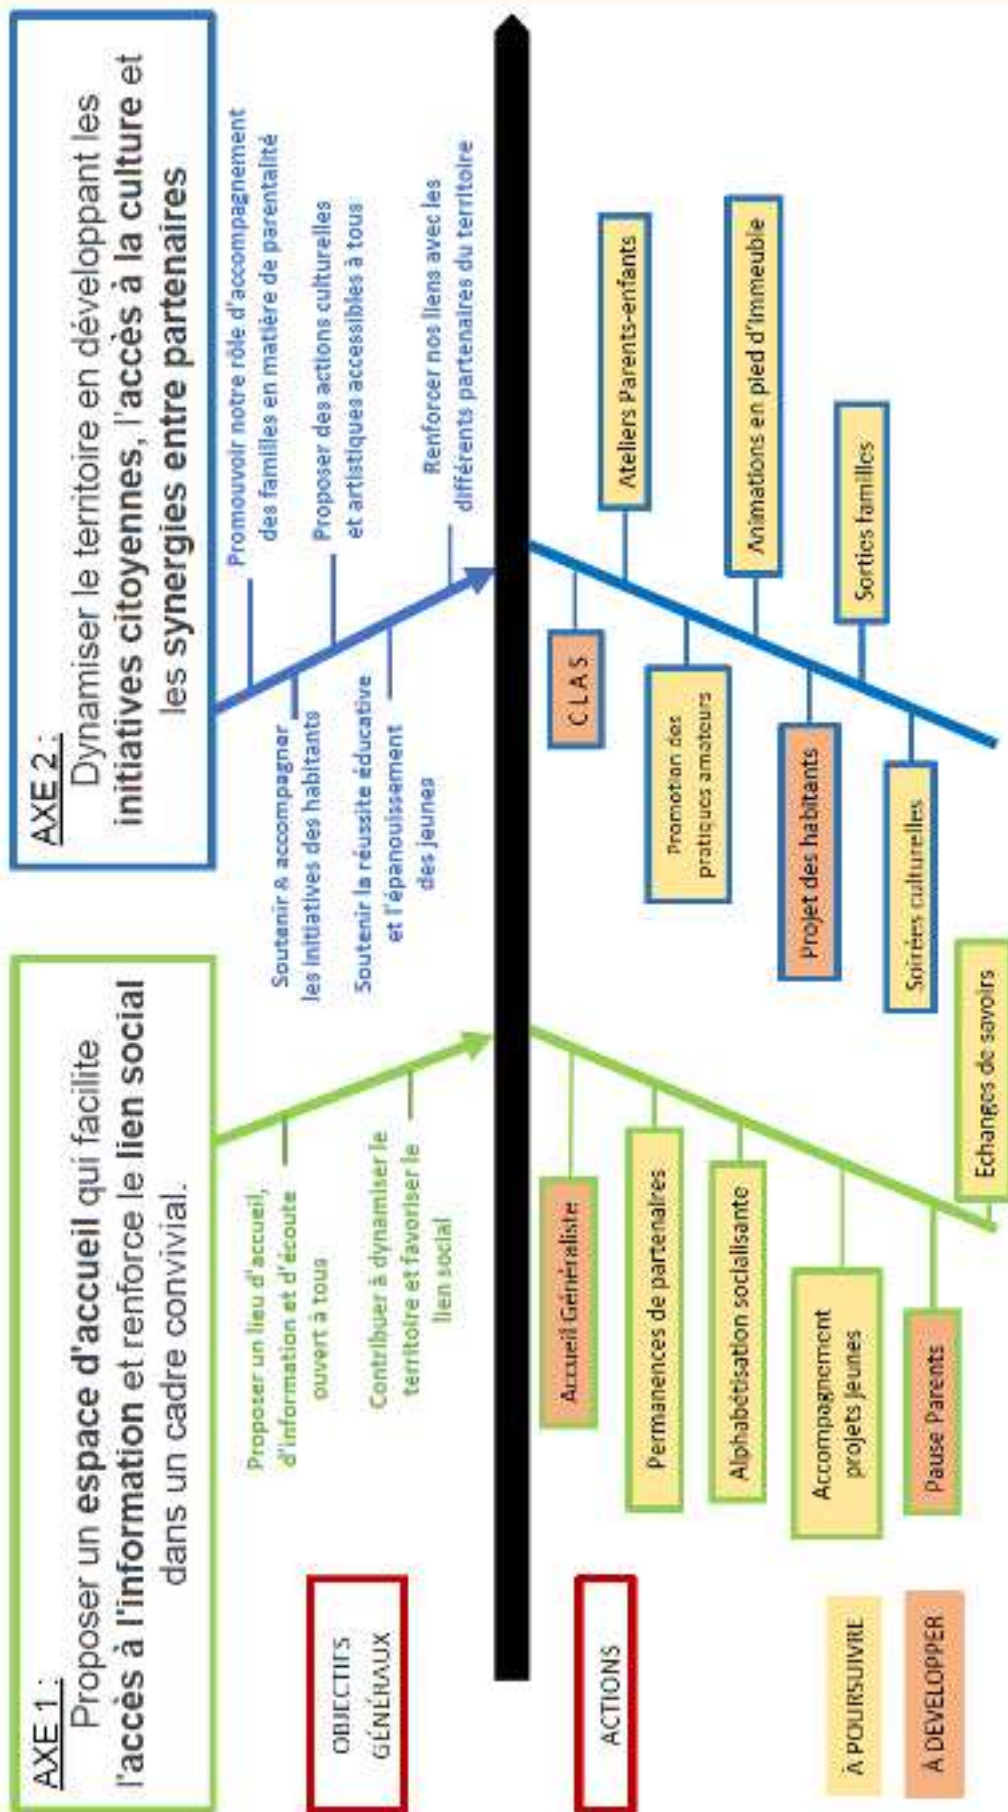 AXE 1 :
Proposer un espace d'accueil qui facilite
l'accès à l'information et renforce le lien social
dans un cadre convivial.
AXE 2 :
Dynamiser le territoire en développant les
initiatives citoyennes, l'accès à la culture et
les synergies entre partenaires
OBJECTIFS
GÉNÉRAUX
Proposer un lieu d'accueil,
d'information et d'écoute
ouvert à tous
Contribuer à dynamiser le
territoire et favoriser le
lien social
Soutenir & accompagner
les initiatives des habitants
Soutenir la réussite éducative
et l'épanouissement
des jeunes
Promouvoir notre rôle d'accompagnement
des familles en matière de parentalité
Proposer des actions culturelles
et artistiques accessibles à tous
Renforcer nos liens avec les
différents partenaires du territoire
ACTIONS
Accueil Généraliste
Permanences de partenaires
Alphabétisation socialisante
Accompagnement
projets jeunes
Pause Parents
Echanges de savoirs
C L A S
Promotion des
pratiques amateurs
Projet des habitants
Soirées culturelles
Ateliers Parents-enfants
Animations en pied d'immeuble
Sorties familles
À POURSUIVRE
À DEVELOPPER